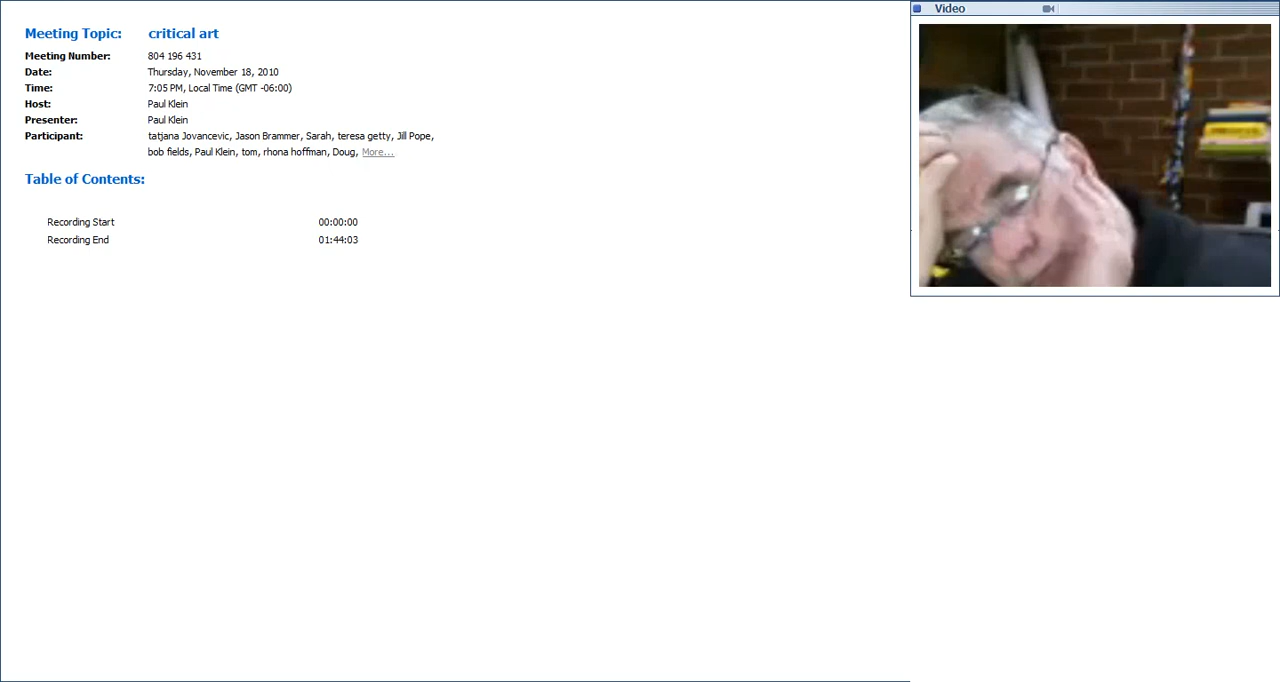 Meeting Topic: critical art
Meeting Number: 804 196 431
Date: Thursday, November 18, 2010
Time: 7:05 PM, Local Time (GMT -06:00)
Host: Paul Klein
Presenter: Paul Klein
Participant: tatjana Jovancevic, Jason Brammer, Sarah, teresa getty, Jill Pope,
bob fields, Paul Klein, tom, rhona hoffman, Doug, More...
Table of Contents:
Recording Start 00:00:00
Recording End 01:44:03
Video